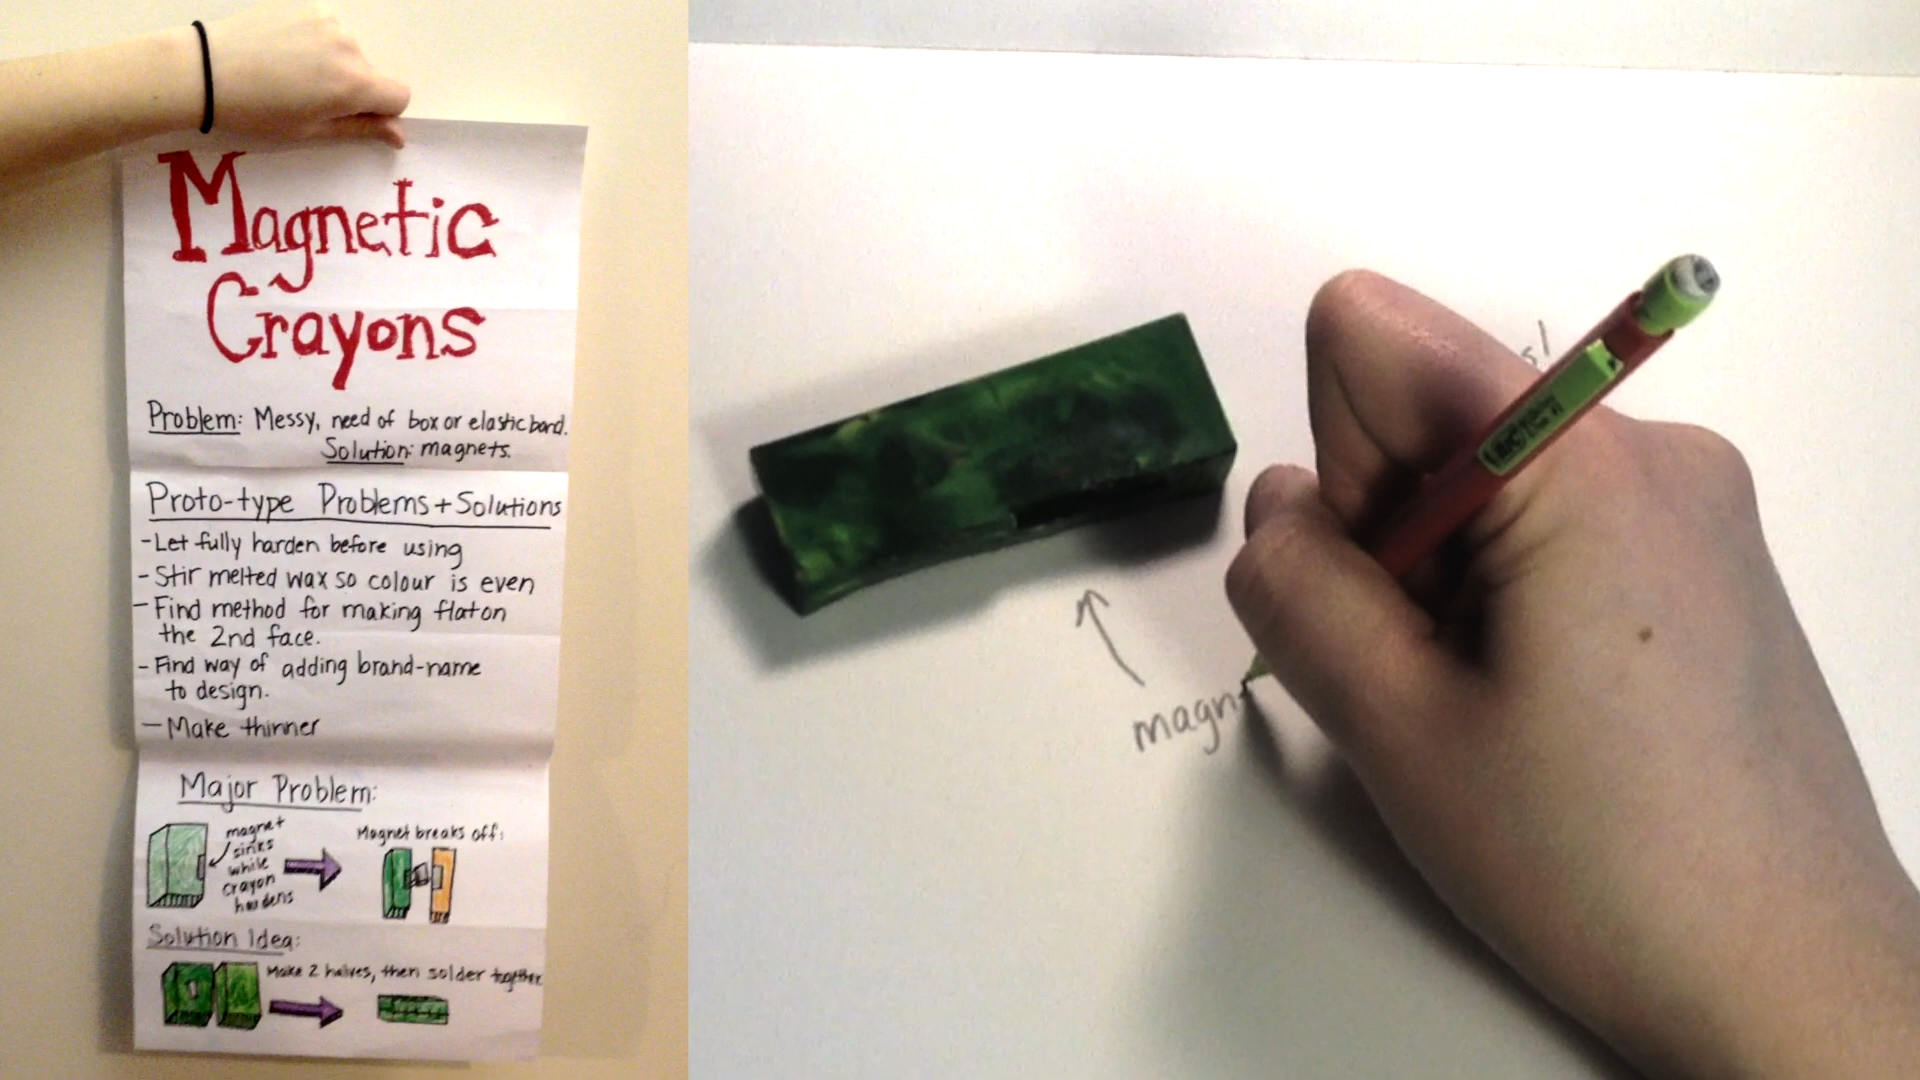 Magnetic
Crayons
Problem: Messy, need of box or elastic band.
Solution: magnets.
Proto-type Problems + Solutions
- Let fully harden before using
- Stir melted wax so colour is even
- Find method for making flat on
the 2nd face.
- Find way of adding brand-name
to design.
- Make thinner
Major Problem:
magnet
sinks
while
crayon
hardens
Magnet breaks off:
Solution Idea:
Make 2 halves, then solder together
magn